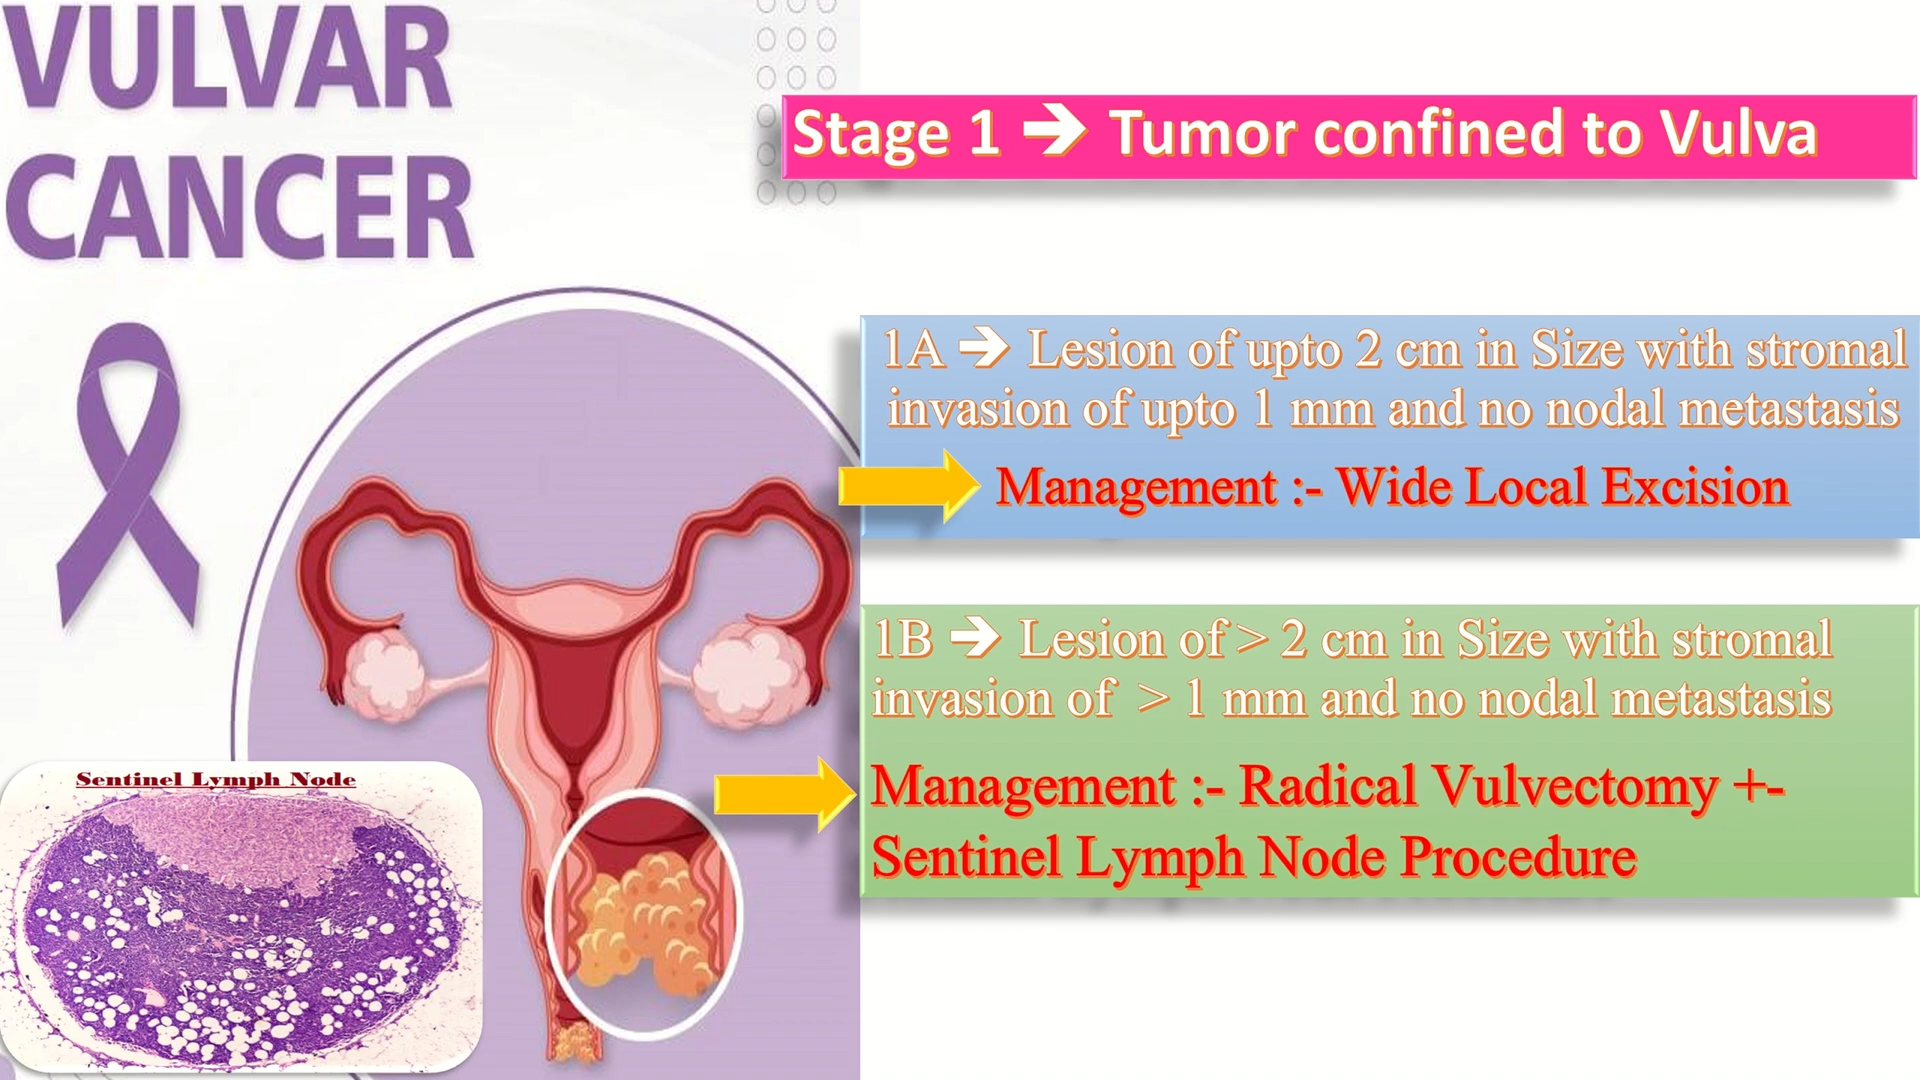 VULVAR
CANCER
Stage 1 ➔ Tumor confined to Vulva
1A ➔ Lesion of upto 2 cm in Size with stromal
invasion of upto 1 mm and no nodal metastasis
Management :- Wide Local Excision
1B ➔ Lesion of > 2 cm in Size with stromal
invasion of > 1 mm and no nodal metastasis
Management :- Radical Vulvectomy +-
Sentinel Lymph Node Procedure
Sentinel Lymph Node